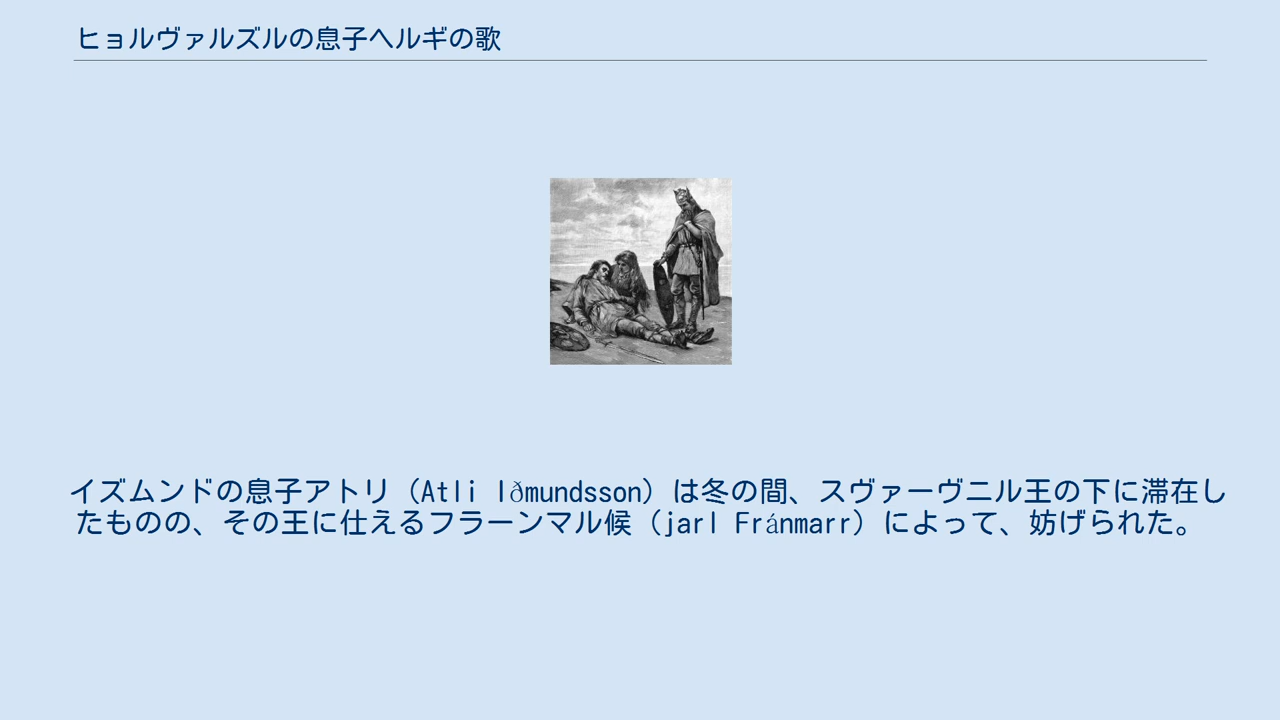 ヒョルヴァルズルの息子ヘルギの歌
イズムンドの息子アトリ（Atli Iðmundsson）は冬の間、スヴァーヴニル王の下に滞在し
たものの、その王に仕えるフラーンマル候（jarl Fránmarr）によって、妨げられた。